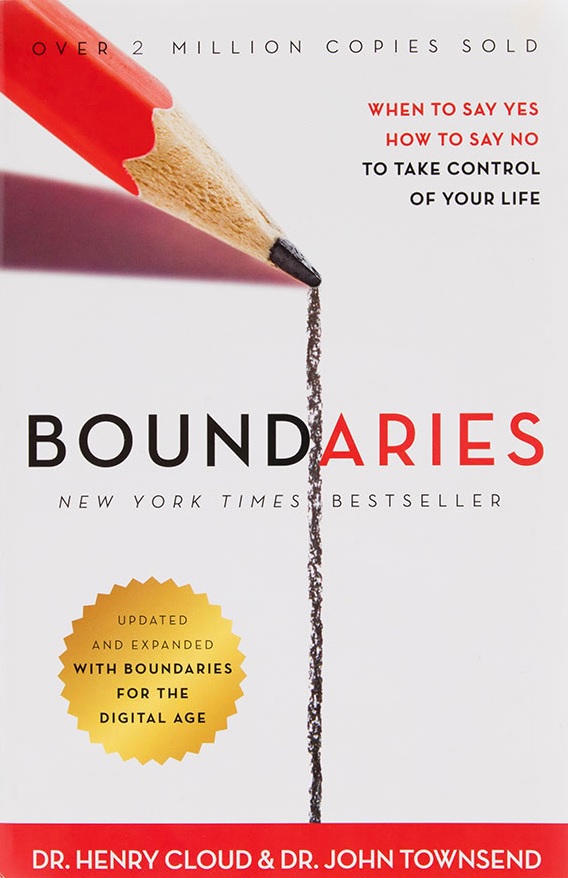 OVER 2 MILLION COPIES SOLD
WHEN TO SAY YES
HOW TO SAY NO
TO TAKE CONTROL
OF YOUR LIFE
BOUNDARIES
NEW YORK TIMES BESTSELLER
UPDATED
AND EXPANDED
WITH BOUNDARIES
FOR THE
DIGITAL AGE
DR. HENRY CLOUD & DR. JOHN TOWNSEND